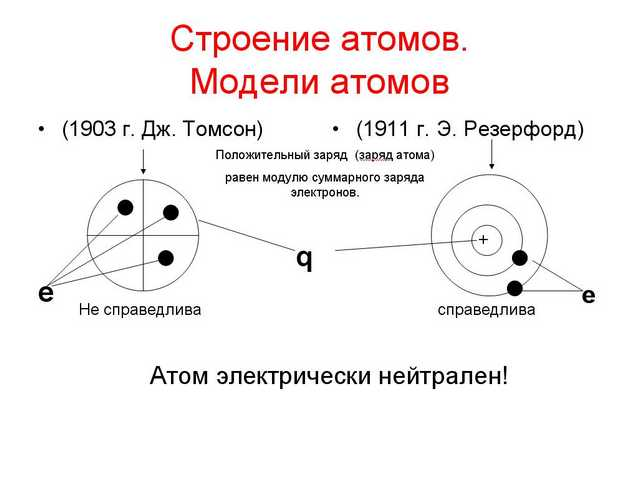 Строение атомов.
Модели атомов
• (1903 г. Дж. Томсон)
• (1911 г. Э. Резерфорд)
Положительный заряд (заряд атома)
равен модулю суммарного заряда
электронов.
+
q
e
e
Не справедлива
справедлива
Атом электрически нейтрален!